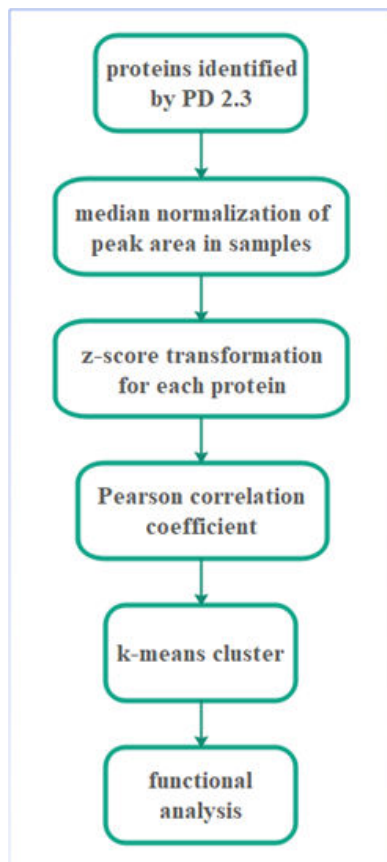 proteins identified
by PD 2.3
median normalization of
peak area in samples
z-score transformation
for each protein
Pearson correlation
coefficient
k-means cluster
functional
analysis